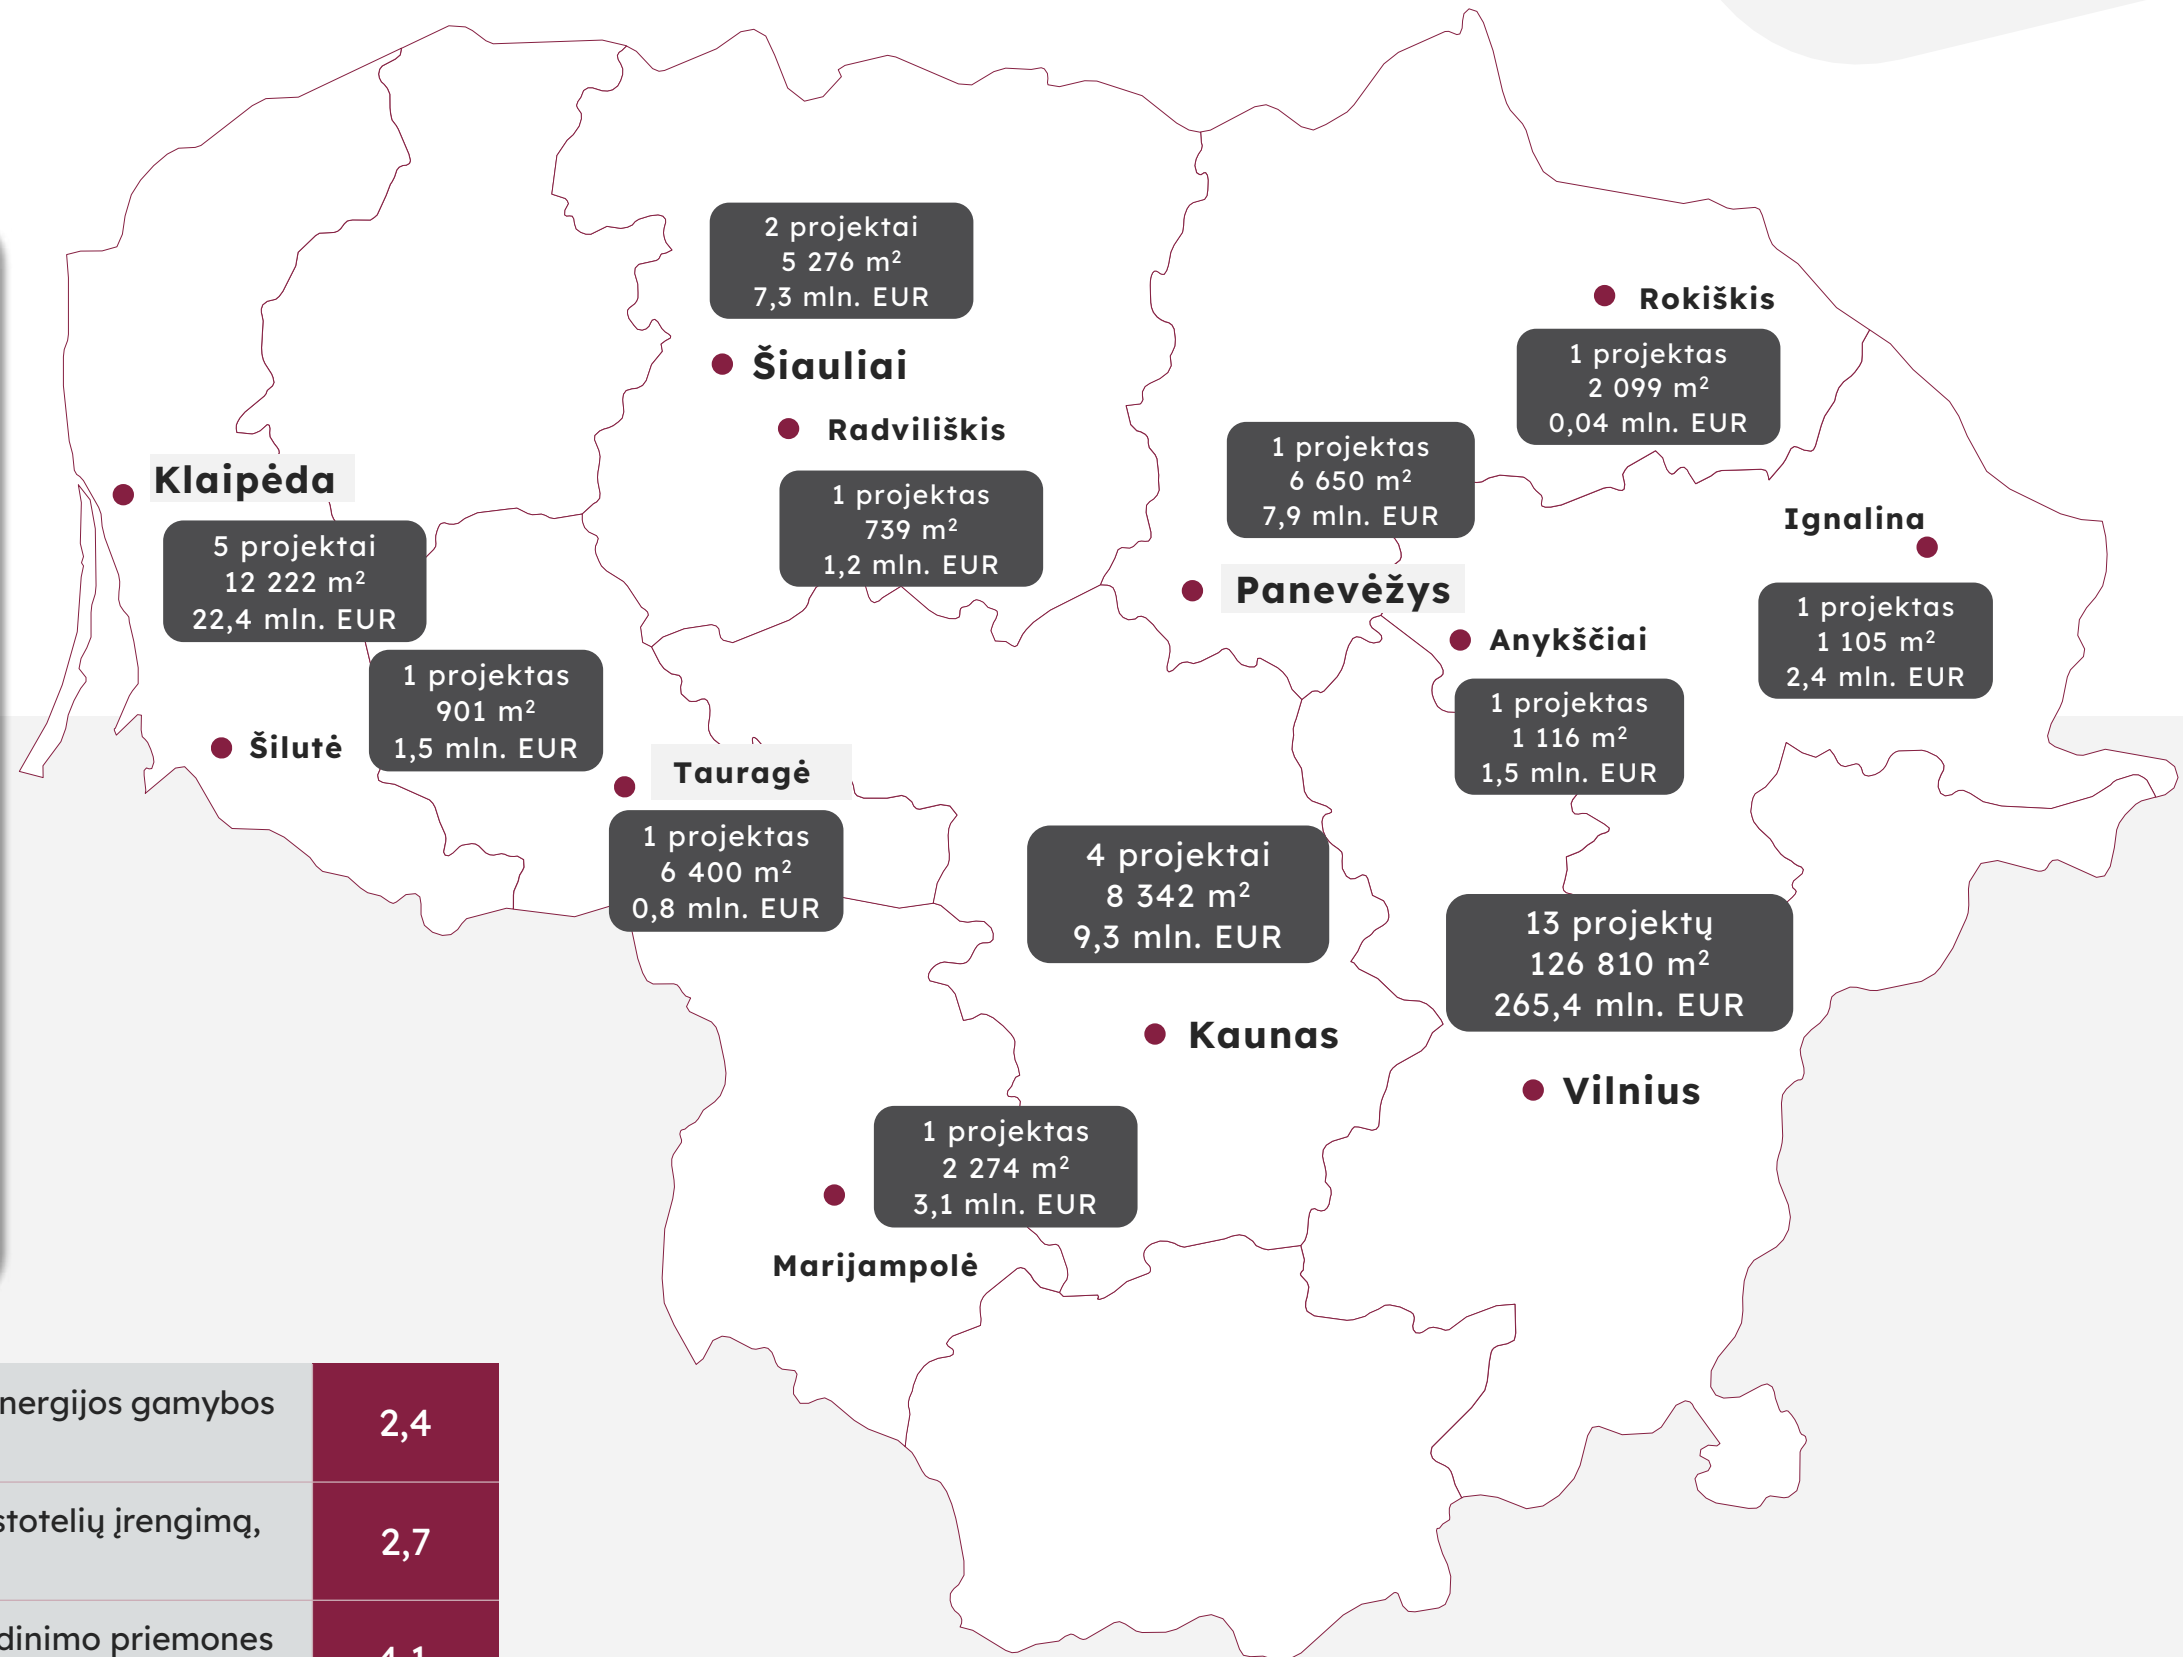 2 projektai
5 276 m²
7,3 mln. EUR
Šiauliai
Radviliškis
1 projektas
739 m²
1,2 mln. EUR
Rokiškis
1 projektas
2 099 m²
0,04 mln. EUR
1 projektas
6 650 m²
7,9 mln. EUR
Panevėžys
Ignalina
1 projektas
1 105 m²
2,4 mln. EUR
Anykščiai
1 projektas
1 116 m²
1,5 mln. EUR
Klaipėda
5 projektai
12 222 m²
22,4 mln. EUR
1 projektas
901 m²
1,5 mln. EUR
Šilutė
Tauragė
1 projektas
6 400 m²
0,8 mln. EUR
4 projektai
8 342 m²
9,3 mln. EUR
Kaunas
13 projektų
126 810 m²
265,4 mln. EUR
Vilnius
1 projektas
2 274 m²
3,1 mln. EUR
Marijampolė
nergijos gamybos
2,4
stotelių įrengimą,
2,7
dinimo priemones
4,1